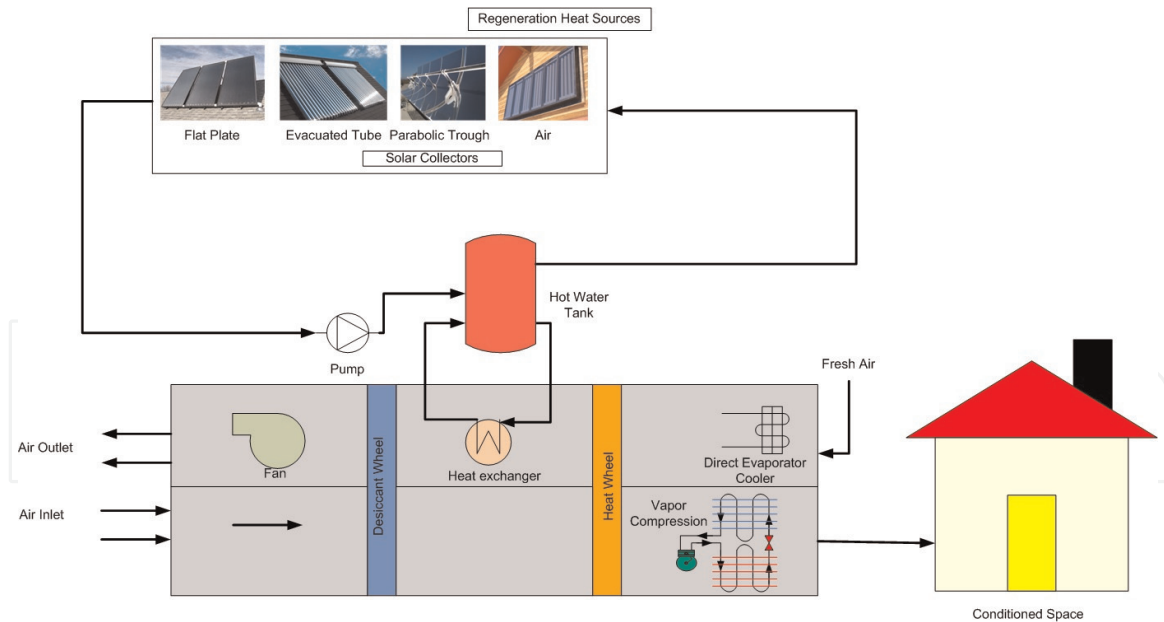 Regeneration Heat Sources
Flat Plate
Evacuated Tube
Parabolic Trough
Air
Solar Collectors
Hot Water
Tank
Pump
Fresh Air
Air Outlet
Fan
Desiccant Wheel
Heat exchanger
Heat Wheel
Direct Evaporator
Cooler
Air Inlet
Vapor
Compression
Conditioned Space